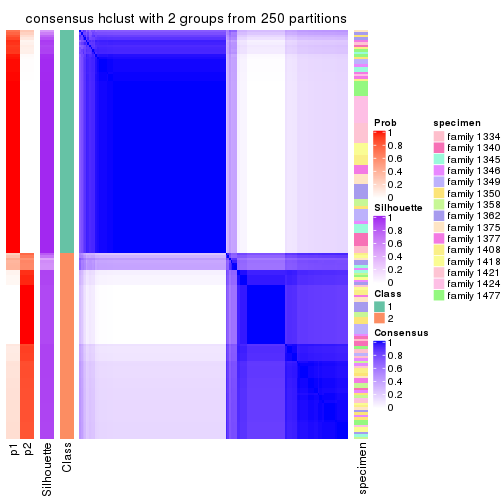 consensus hclust with 2 groups from 250 partitions
Prob
1
0.8
0.6
0.4
0.2
0
Silhouette
1
0.8
0.6
0.4
0.2
0
Class
1
2
Consensus
1
0.8
0.6
0.4
0.2
0
specimen
family 1334
family 1340
family 1345
family 1346
family 1349
family 1350
family 1358
family 1362
family 1375
family 1377
family 1408
family 1418
family 1421
family 1424
family 1477
p1
p2
Silhouette
Class
specimen